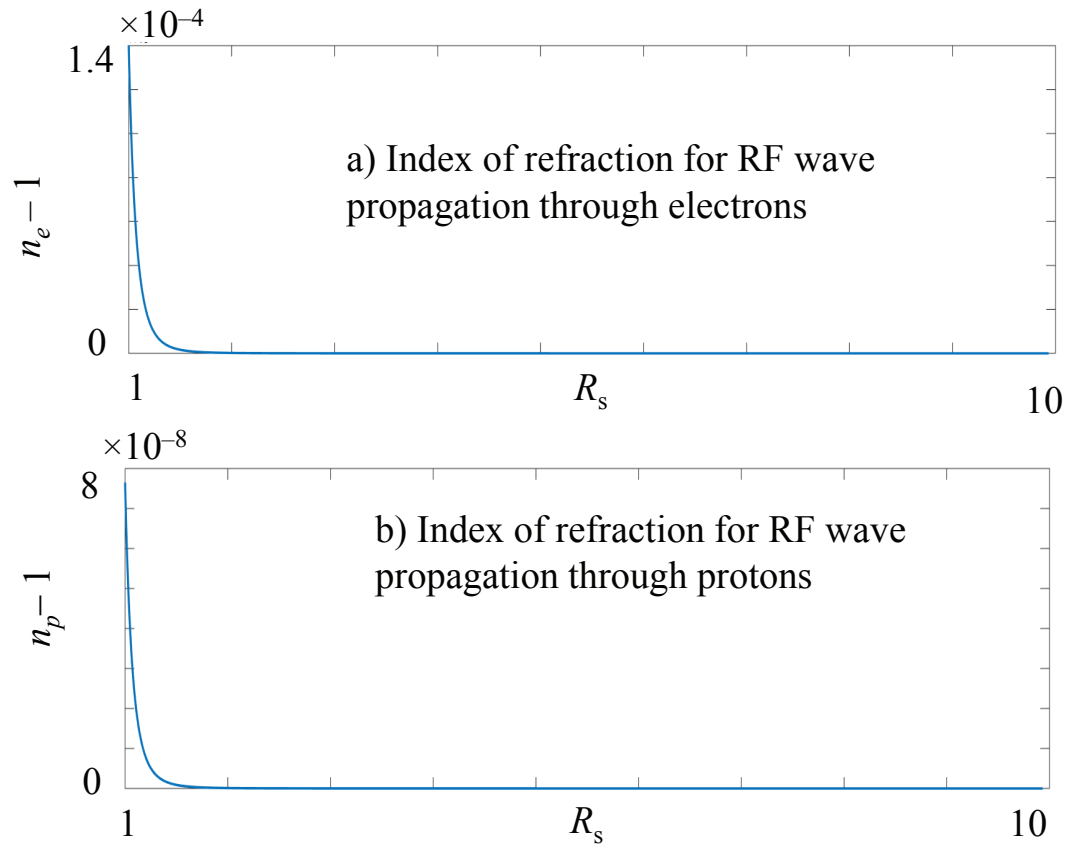 ×10⁻⁴
1.4
a) Index of refraction for RF wave
propagation through electrons
nₑ – 1
0
1
Rₛ
10
×10⁻⁸
8
b) Index of refraction for RF wave
propagation through protons
nₚ – 1
0
1
Rₛ
10